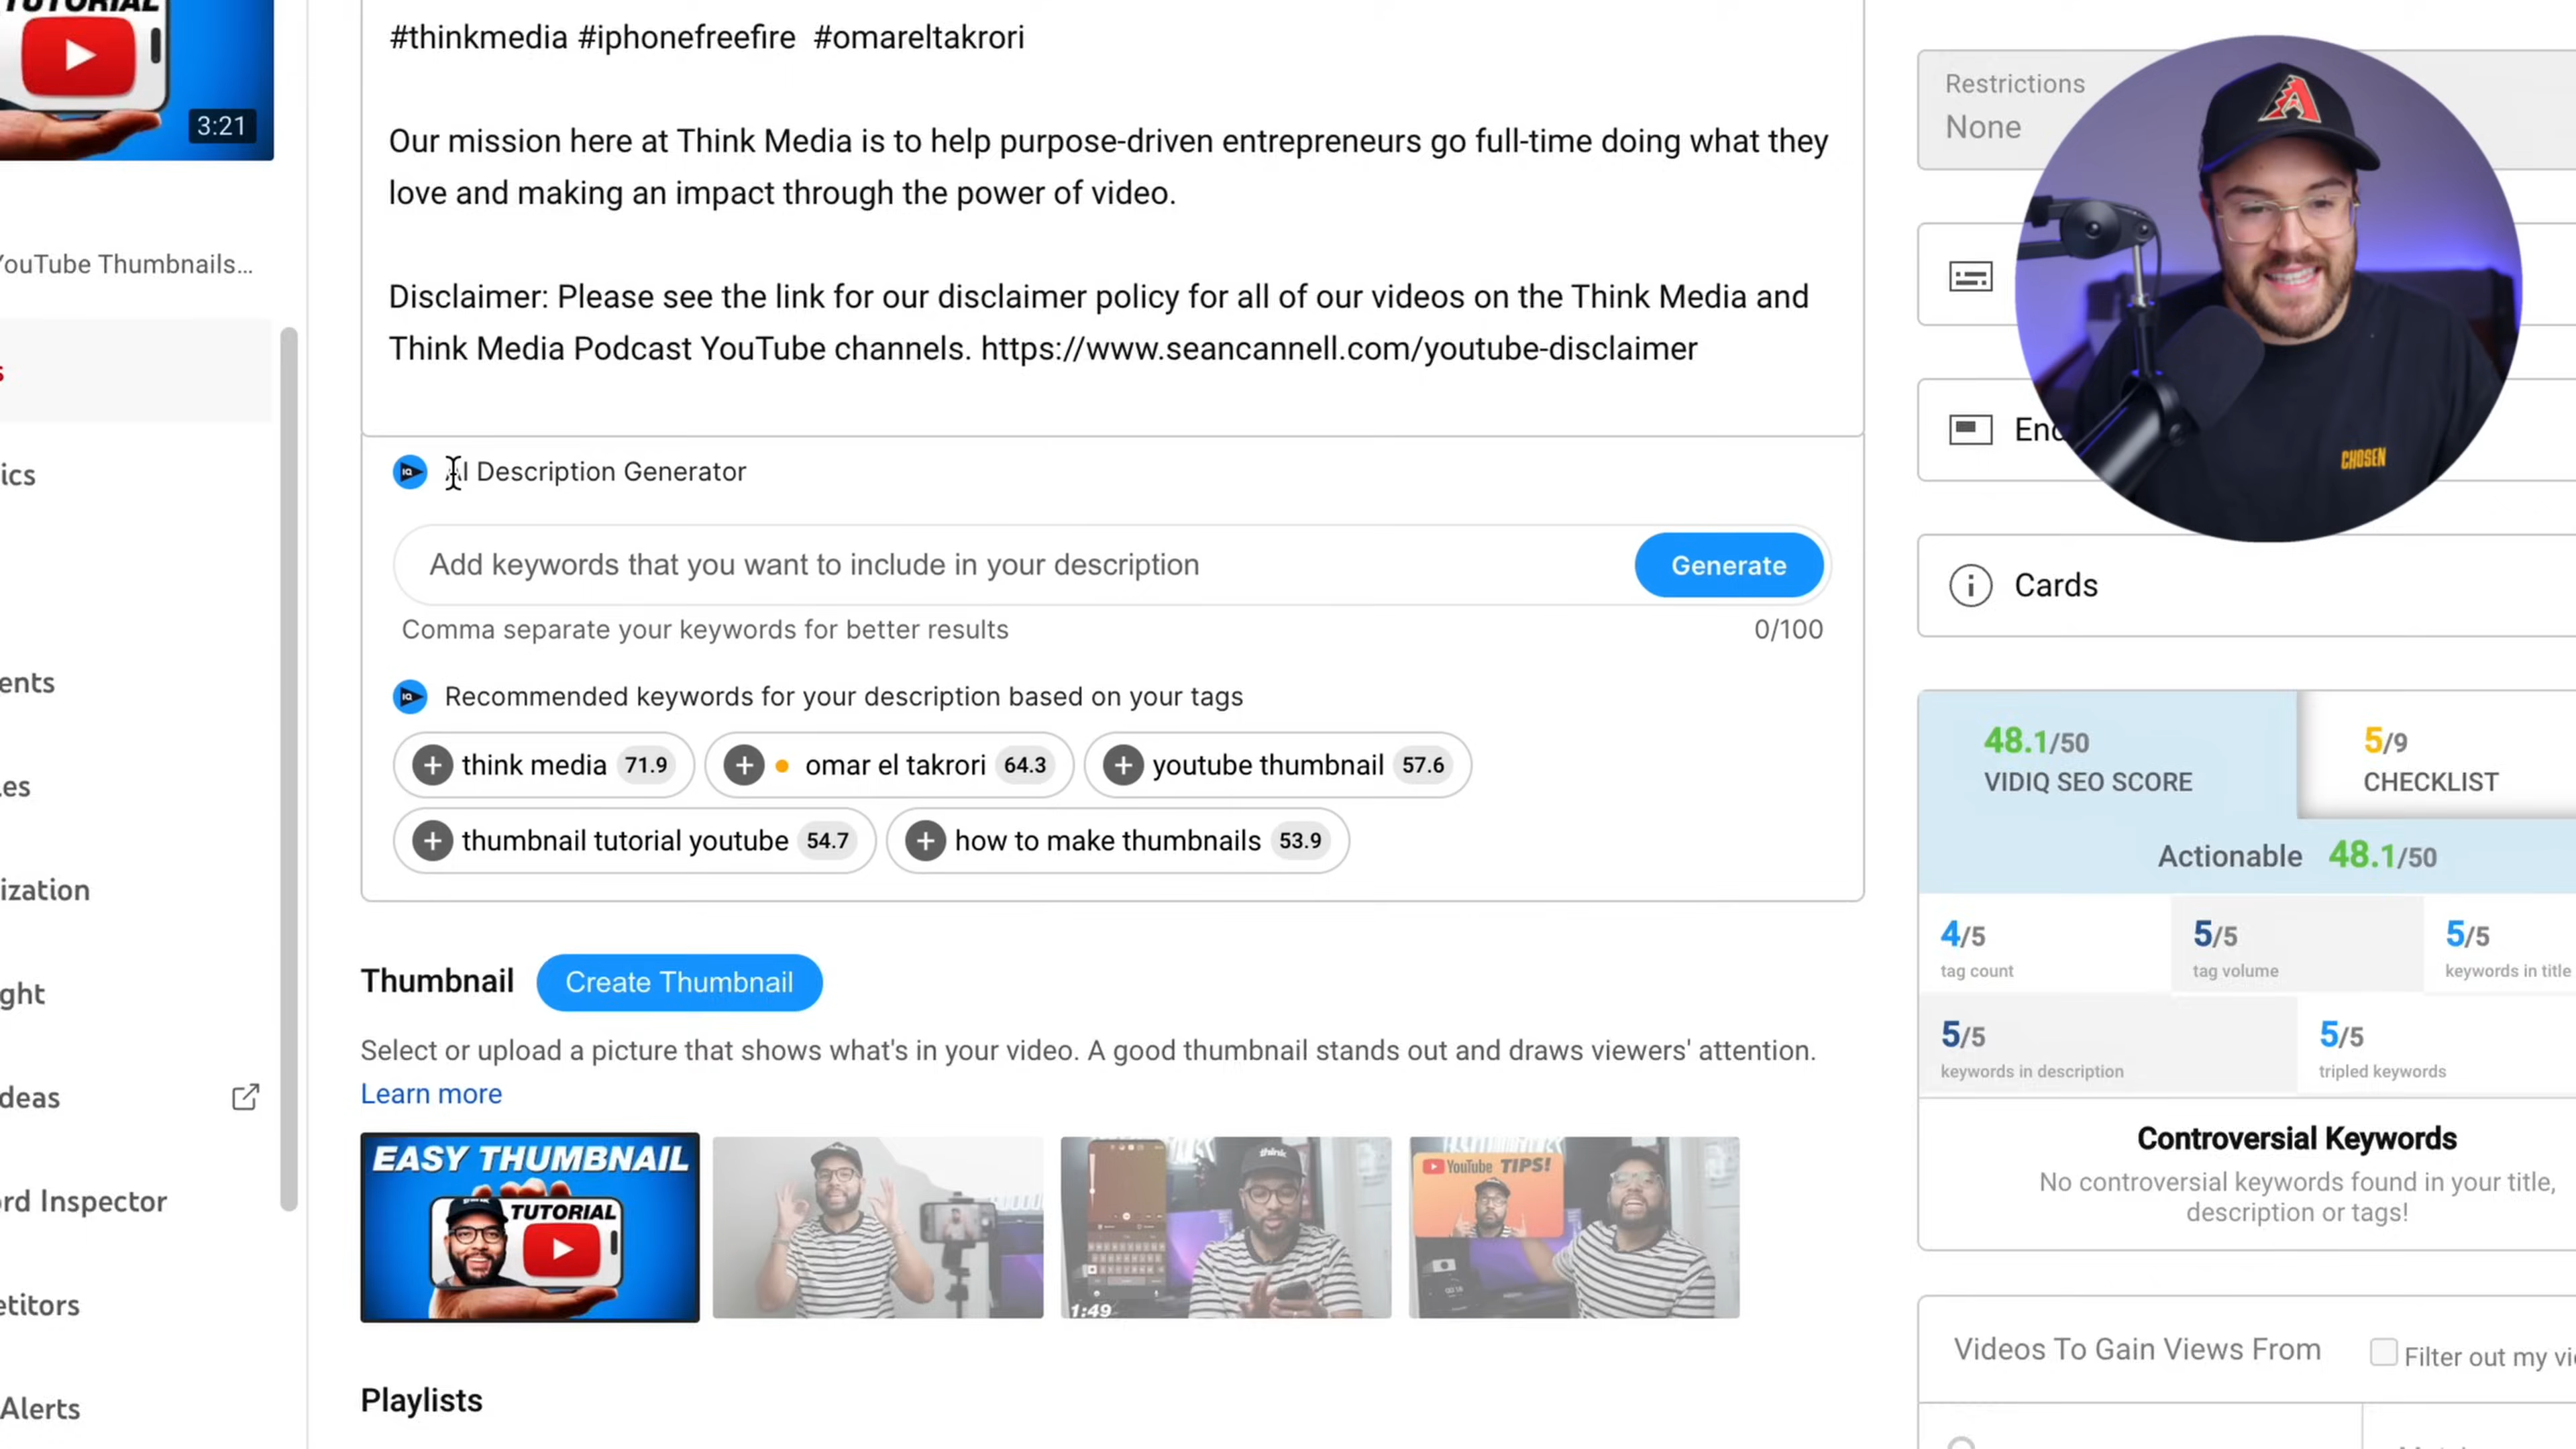 TUTORIAL
3:21
YouTube Thumbnails...
ics
ents
les
ization
ght
deas
rd Inspector
etitors
Alerts
#thinkmedia #iphonefreefire #omareltakrori
Our mission here at Think Media is to help purpose-driven entrepreneurs go full-time doing what they
love and making an impact through the power of video.
Disclaimer: Please see the link for our disclaimer policy for all of our videos on the Think Media and
Think Media Podcast YouTube channels. https://www.seancannell.com/youtube-disclaimer
AI Description Generator
Add keywords that you want to include in your description
Generate
Comma separate your keywords for better results
0/100
Recommended keywords for your description based on your tags
think media 71.9
omar el takrori 64.3
youtube thumbnail 57.6
thumbnail tutorial youtube 54.7
how to make thumbnails 53.9
Thumbnail
Create Thumbnail
Select or upload a picture that shows what's in your video. A good thumbnail stands out and draws viewers' attention.
Learn more
EASY THUMBNAIL
TUTORIAL
think
1:49
YouTube TIPS!
Playlists
Restrictions
None
A
CHOSEN
End
Cards
48.1/50
VIDIQ SEO SCORE
5/9
CHECKLIST
Actionable 48.1/50
4/5
tag count
5/5
tag volume
5/5
keywords in title
5/5
keywords in description
5/5
tripled keywords
Controversial Keywords
No controversial keywords found in your title,
description or tags!
Videos To Gain Views From
Filter out my vi